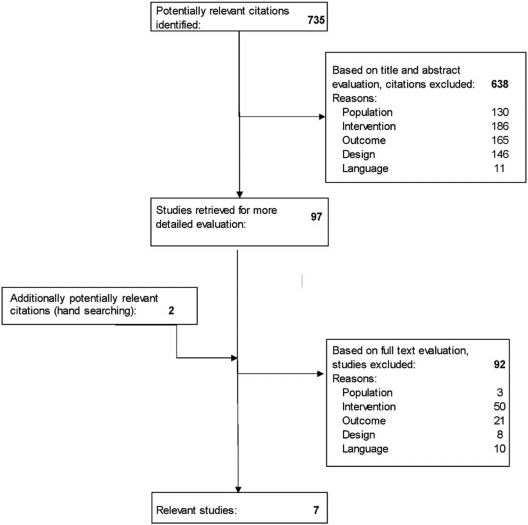 Potentially relevant citations
identified: 735
Based on title and abstract
evaluation, citations excluded: 638
Reasons:
Population 130
Intervention 186
Outcome 165
Design 146
Language 11
Studies retrieved for more
detailed evaluation: 97
Additionally potentially relevant
citations (hand searching): 2
Based on full text evaluation,
studies excluded: 92
Reasons:
Population 3
Intervention 50
Outcome 21
Design 8
Language 10
Relevant studies: 7